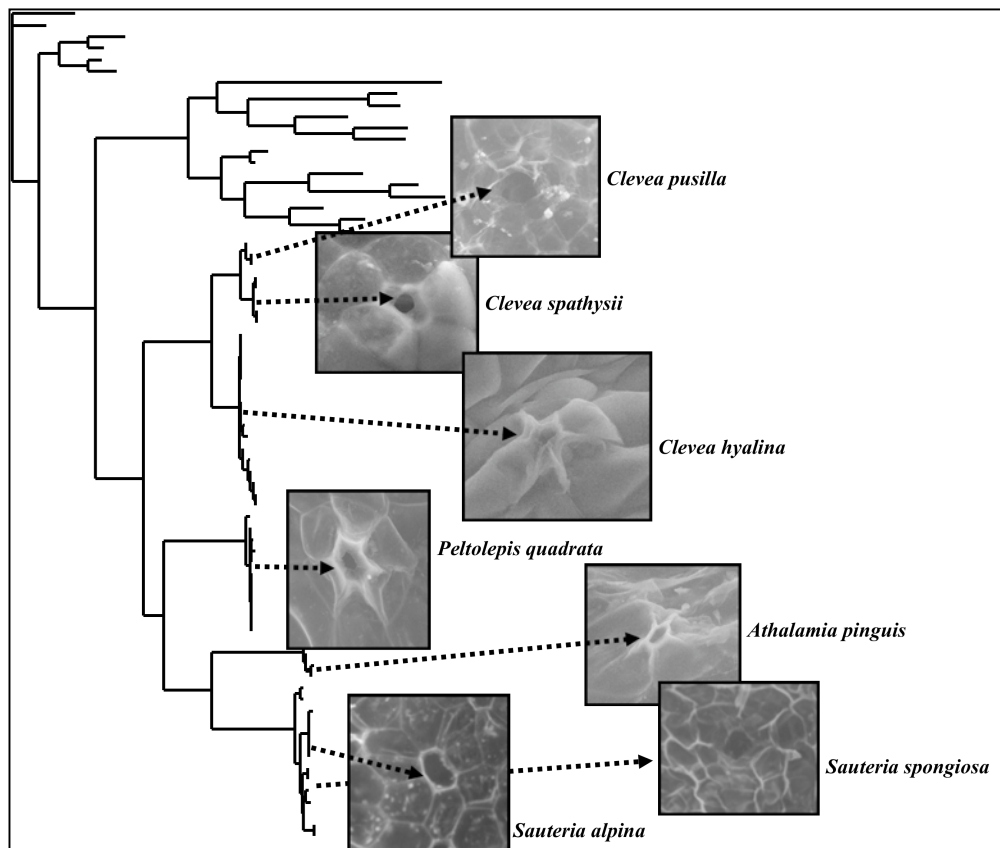 Clevea pusilla
Clevea spathysii
Clevea hyalina
Peltolepis quadrata
Athalamia pinguis
Sauteria spongiosa
Sauteria alpina